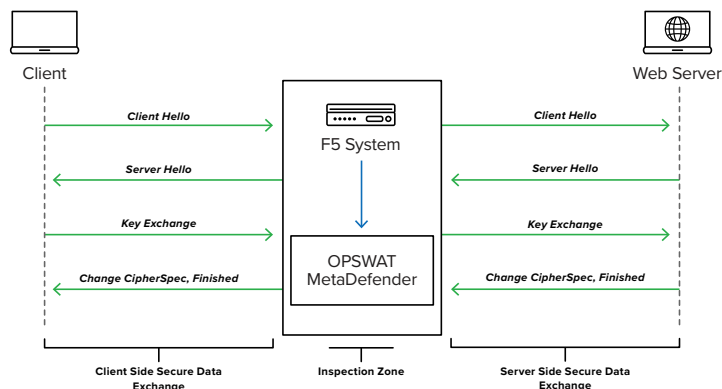 Client
Web Server
F5 System
Client Hello
Client Hello
Server Hello
Server Hello
Key Exchange
Key Exchange
OPSWAT
MetaDefender
Change CipherSpec, Finished
Change CipherSpec, Finished
Client Side Secure Data
Exchange
Inspection Zone
Server Side Secure Data
Exchange